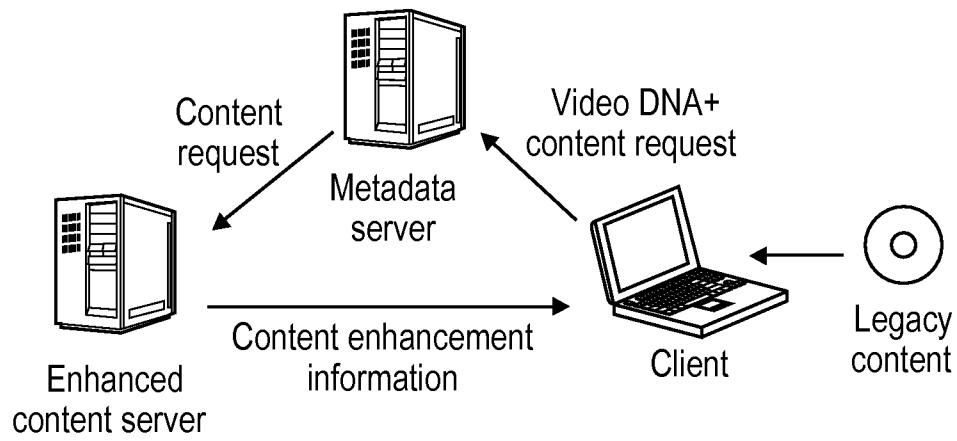 Content
request
Video DNA+
content request
Metadata
server
Content enhancement
information
Client
Legacy
content
Enhanced
content server